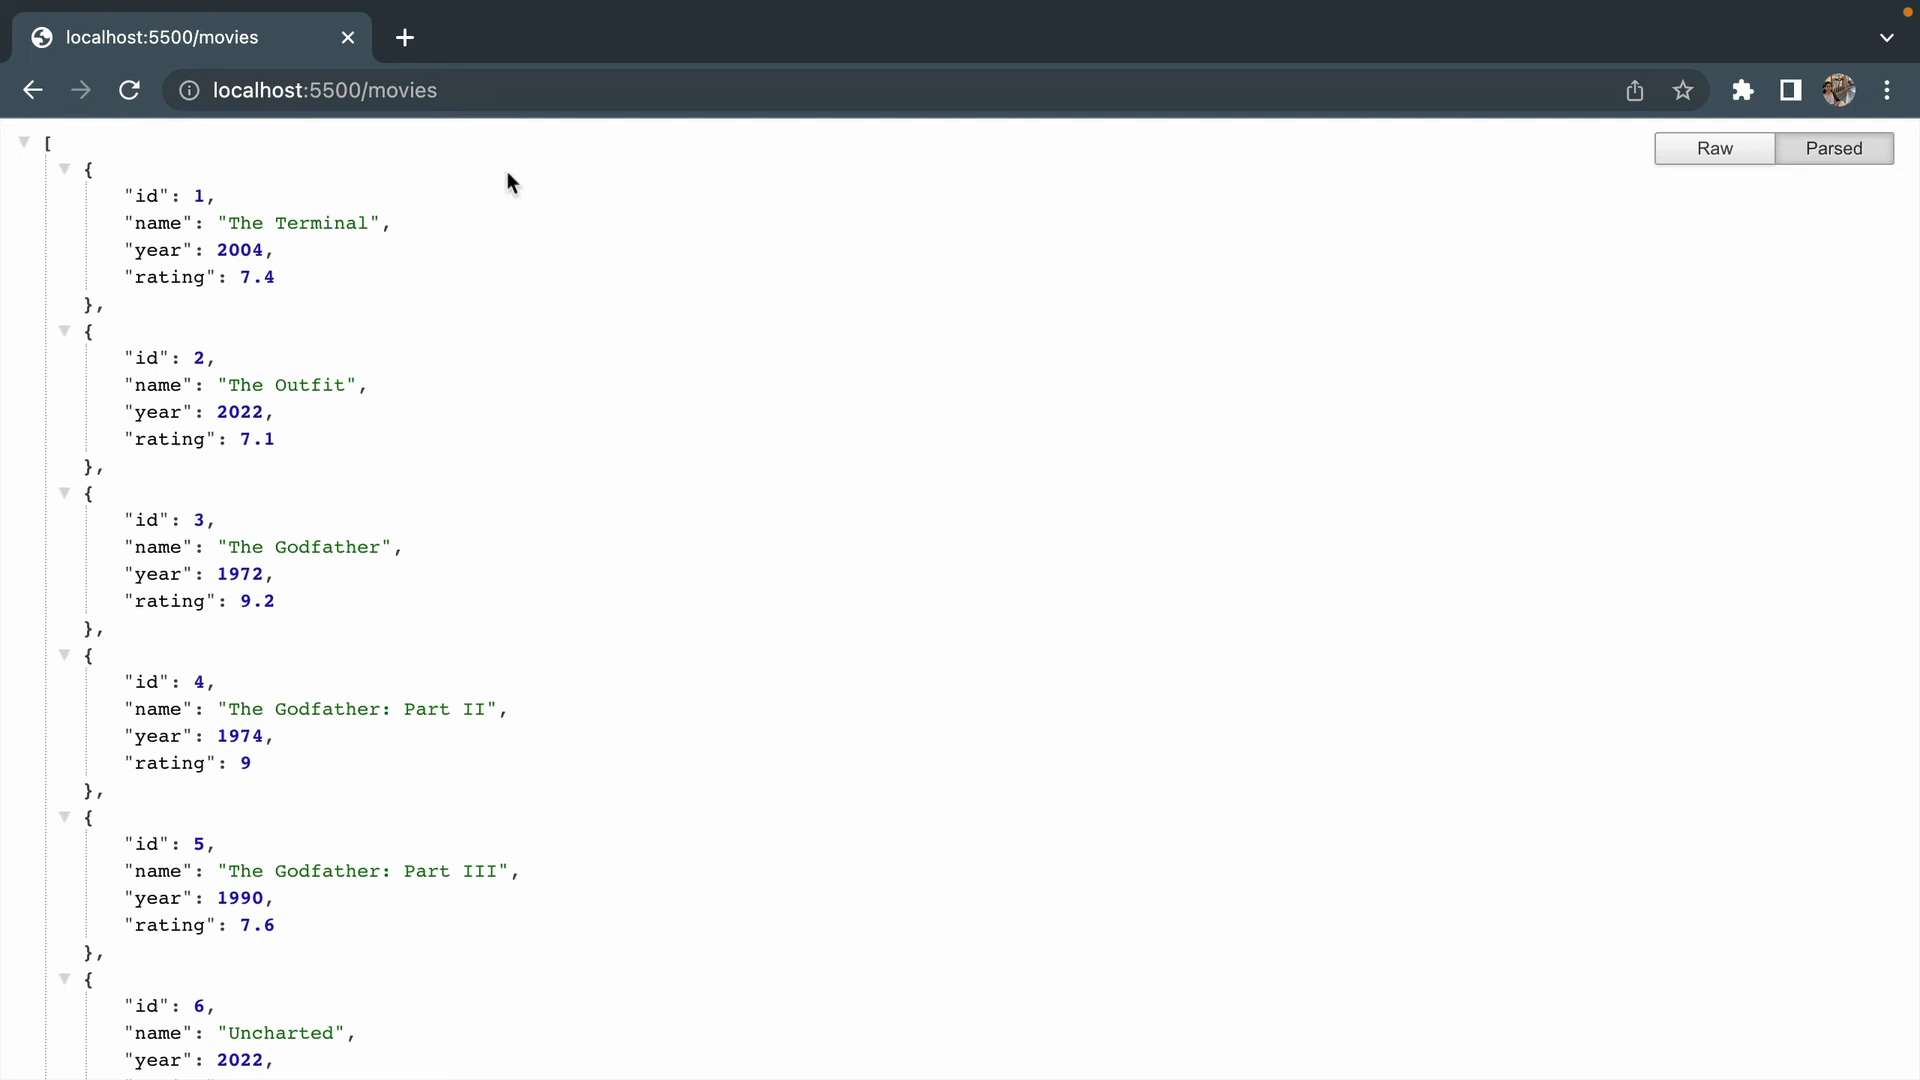 localhost:5500/movies
localhost:5500/movies
Raw Parsed
[
{
"id": 1,
"name": "The Terminal",
"year": 2004,
"rating": 7.4
},
{
"id": 2,
"name": "The Outfit",
"year": 2022,
"rating": 7.1
},
{
"id": 3,
"name": "The Godfather",
"year": 1972,
"rating": 9.2
},
{
"id": 4,
"name": "The Godfather: Part II",
"year": 1974,
"rating": 9
},
{
"id": 5,
"name": "The Godfather: Part III",
"year": 1990,
"rating": 7.6
},
{
"id": 6,
"name": "Uncharted",
"year": 2022,